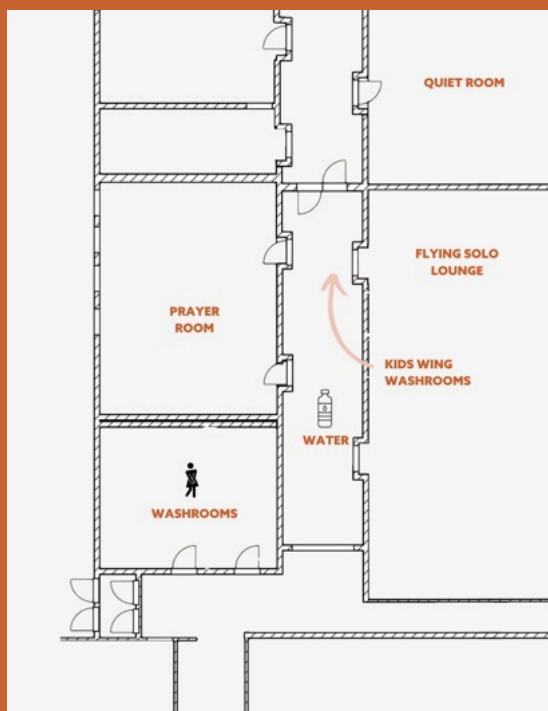 QUIET ROOM
FLYING SOLO
LOUNGE
PRAYER
ROOM
KIDS WING
WASHROOMS
WATER
WASHROOMS